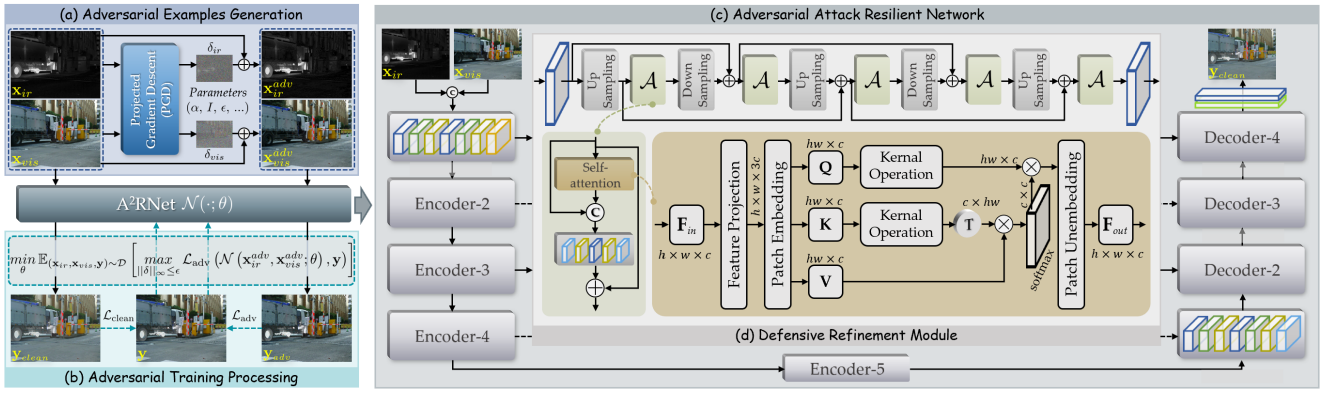 (a) Adversarial Examples Generation
x_ir
x_vis
Projected
Gradient Descent
(PGD)
δ_ir
Parameters
(α, I, ϵ, ...)
δ_vis
x_ir^adv
x_vis^adv
A²RNet N(·; θ)
min_θ E_(x_ir,x_vis,y)∼D [ max_||δ||∞≤ϵ L_adv (N (x_ir^adv, x_vis^adv, θ) , y) ]
L_clean
L_adv
y_clean
y
y_adv
(b) Adversarial Training Processing
(c) Adversarial Attack Resilient Network
x_ir
x_vis
C
Encoder-2
Encoder-3
Encoder-4
Encoder-5
Up
Sampling
A
Down
Sampling
A
Up
Sampling
A
Down
Sampling
A
Up
Sampling
A
Self-
attention
C
F_in
h × w × c
Feature Projection
h × w × 3c
Patch Embedding
hw × c
Q
Kernal
Operation
hw × c
hw × c
K
Kernal
Operation
T
c × hw
hw × c
V
c × c
softmax
Patch Unembedding
F_out
h × w × c
(d) Defensive Refinement Module
y_clean
Decoder-4
Decoder-3
Decoder-2